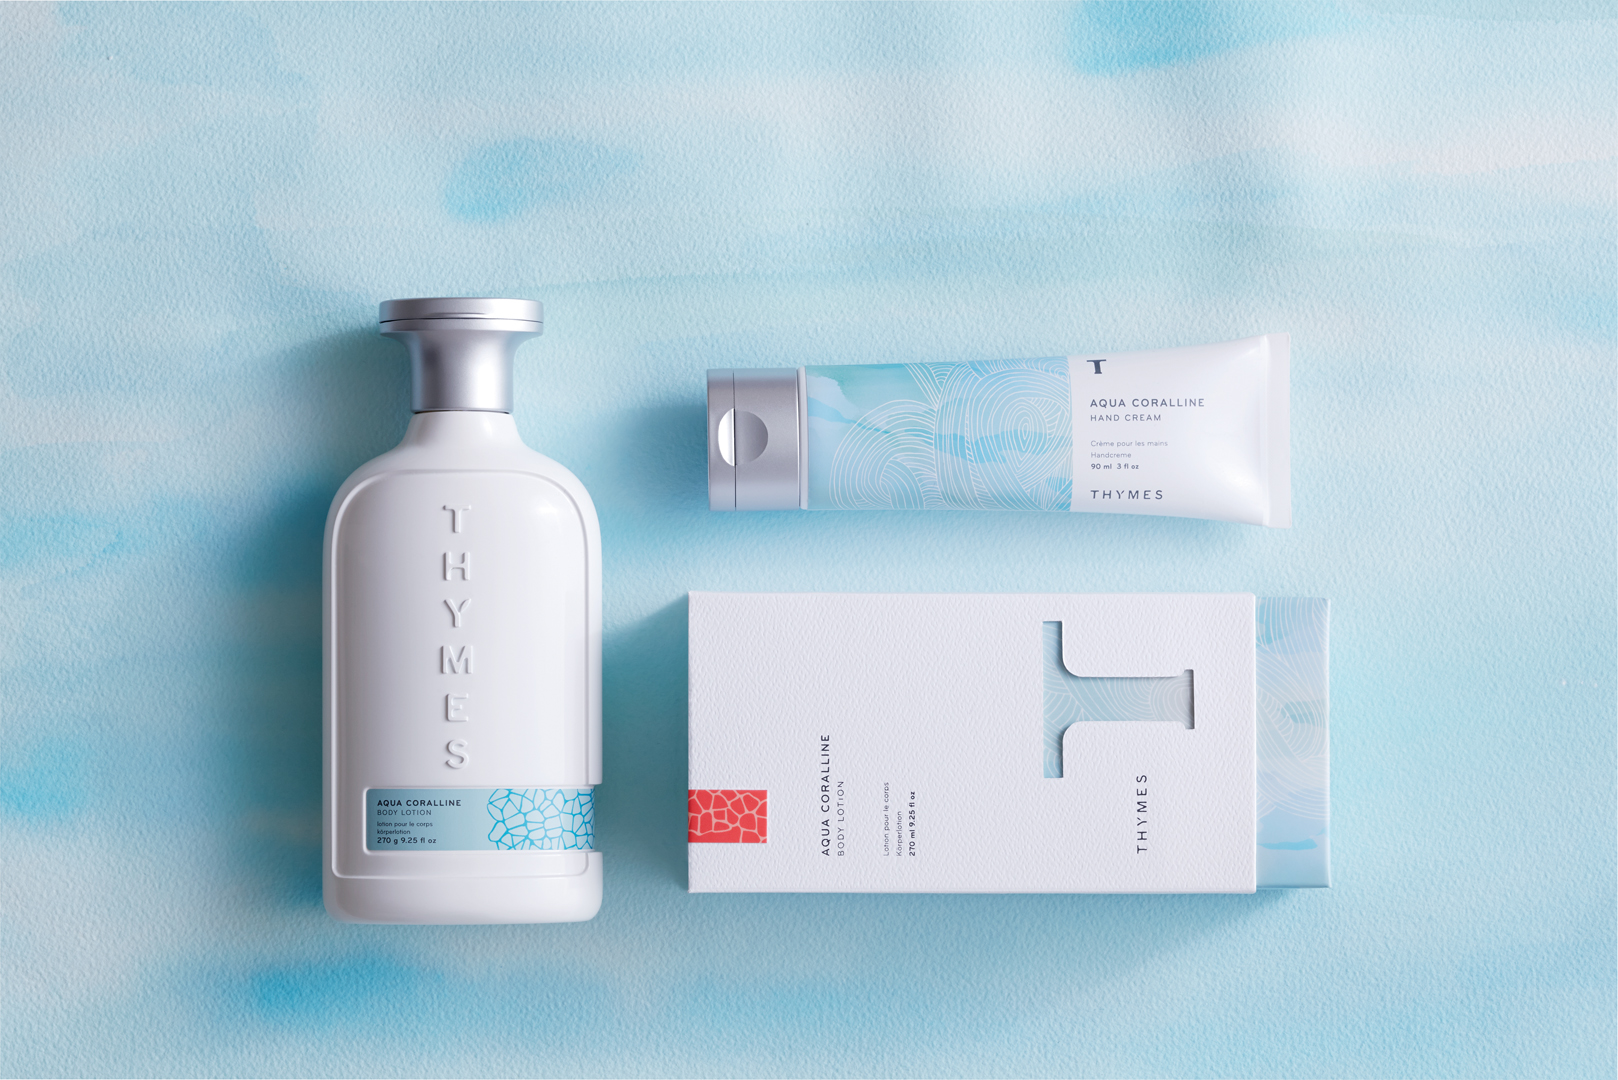 THYMES
AQUA CORALLINE
BODY LOTION
lotion pour le corps
körperlotion
270 g 9.25 fl oz
T
AQUA CORALLINE
HAND CREAM
Crème pour les mains
Handcreme
90 ml 3 fl oz
THYMES
AQUA CORALLINE
BODY LOTION
Lotion pour le corps
Körperlotion
270 ml 9.25 fl oz
T
THYMES